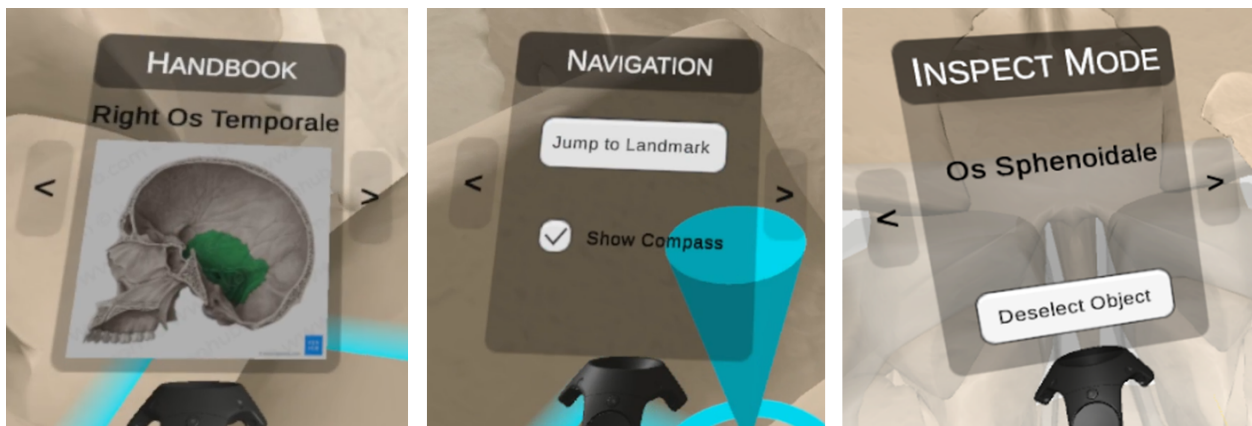 HANDBOOK
Right Os Temporale
<
>
NAVIGATION
Jump to Landmark
<
>
Show Compass
INSPECT MODE
Os Sphenoidale
<
>
Deselect Object